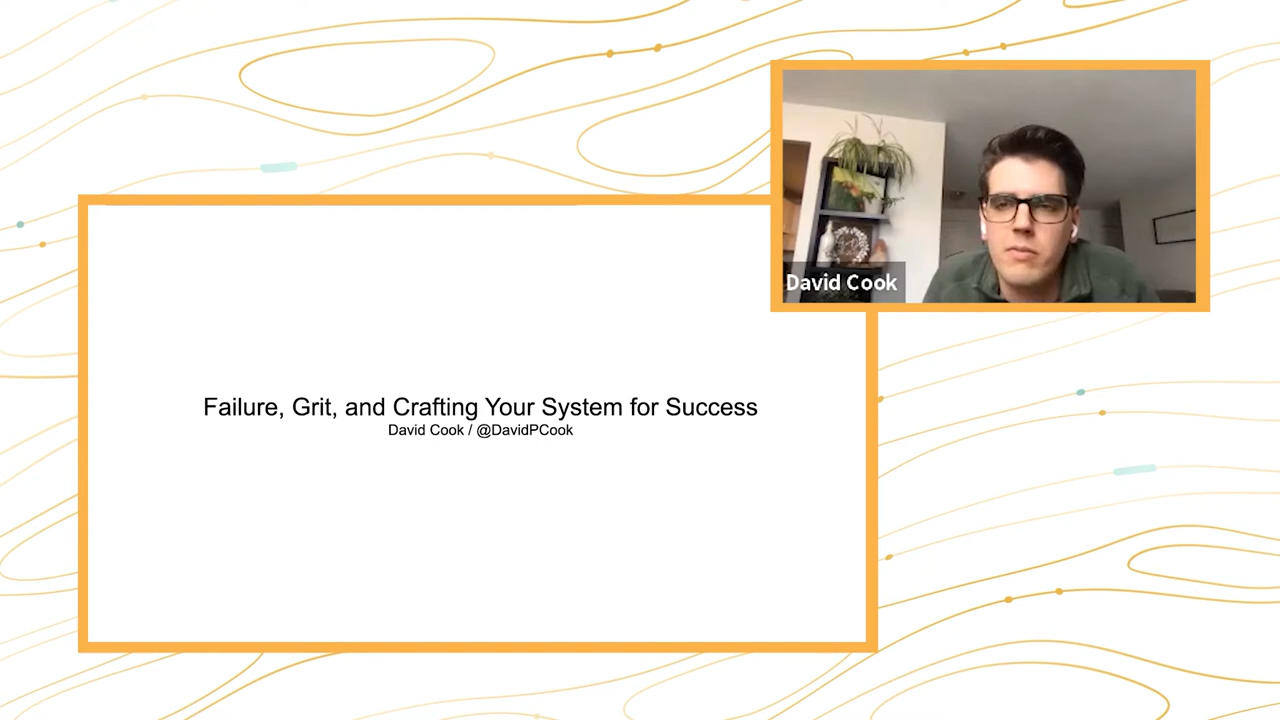 David Cook
Failure, Grit, and Crafting Your System for Success
David Cook / @DavidPCook